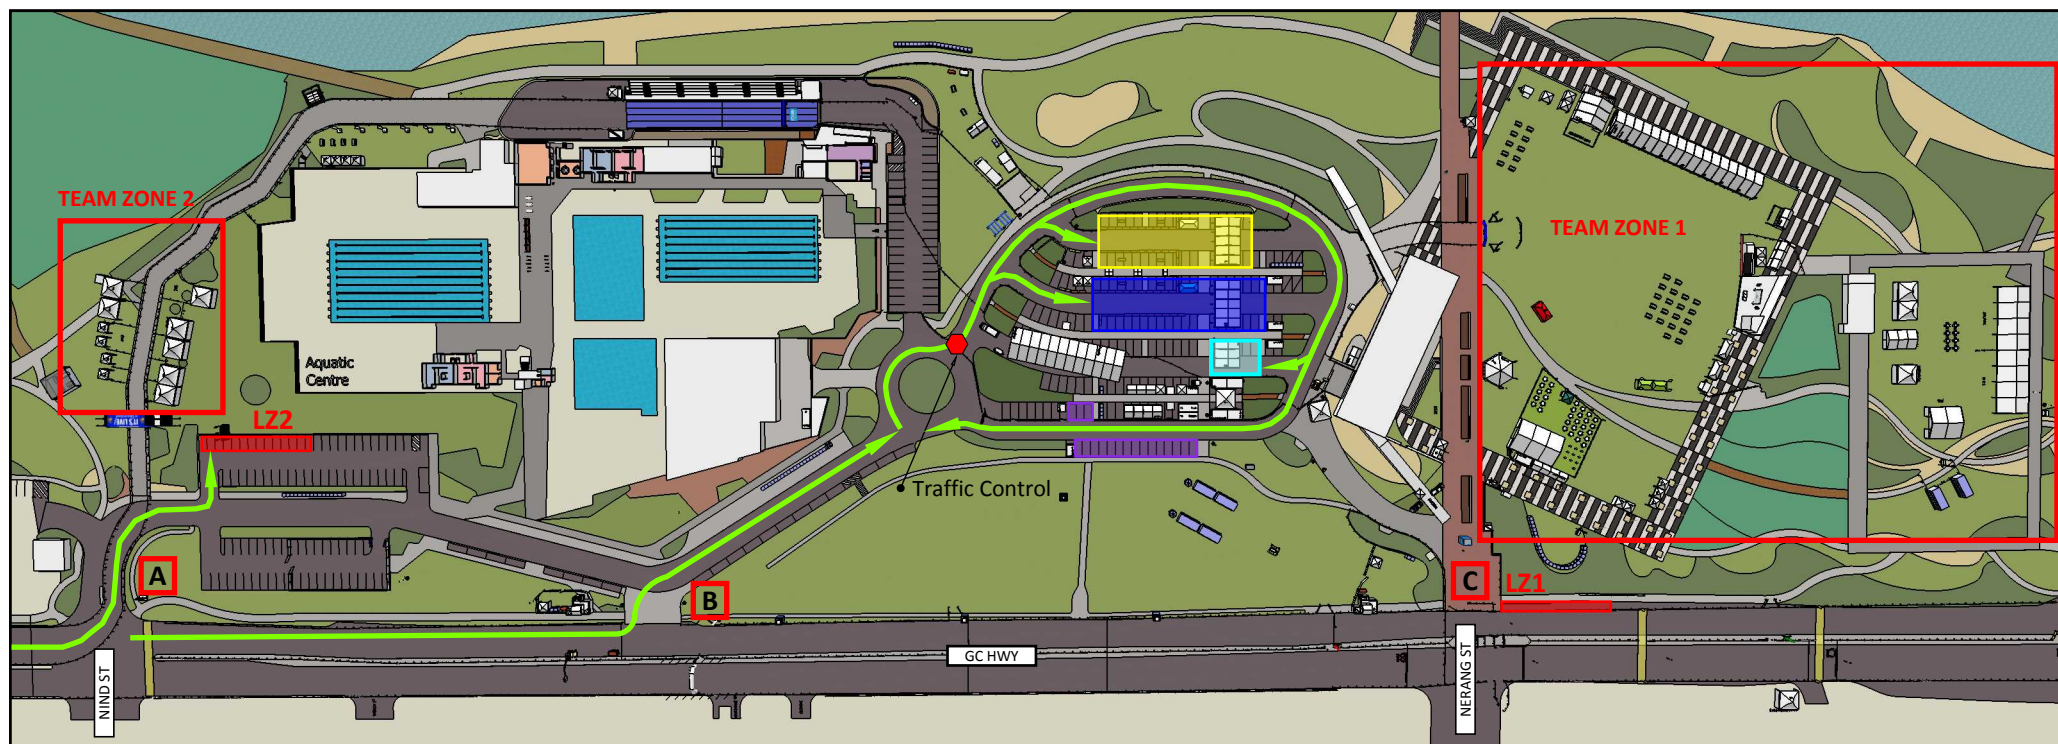 TEAM ZONE 2
TEAM ZONE 1
Aquatic
Centre
LZ2
Traffic Control
A
B
C
LZ1
GC HWY
NIND ST
NERANG ST